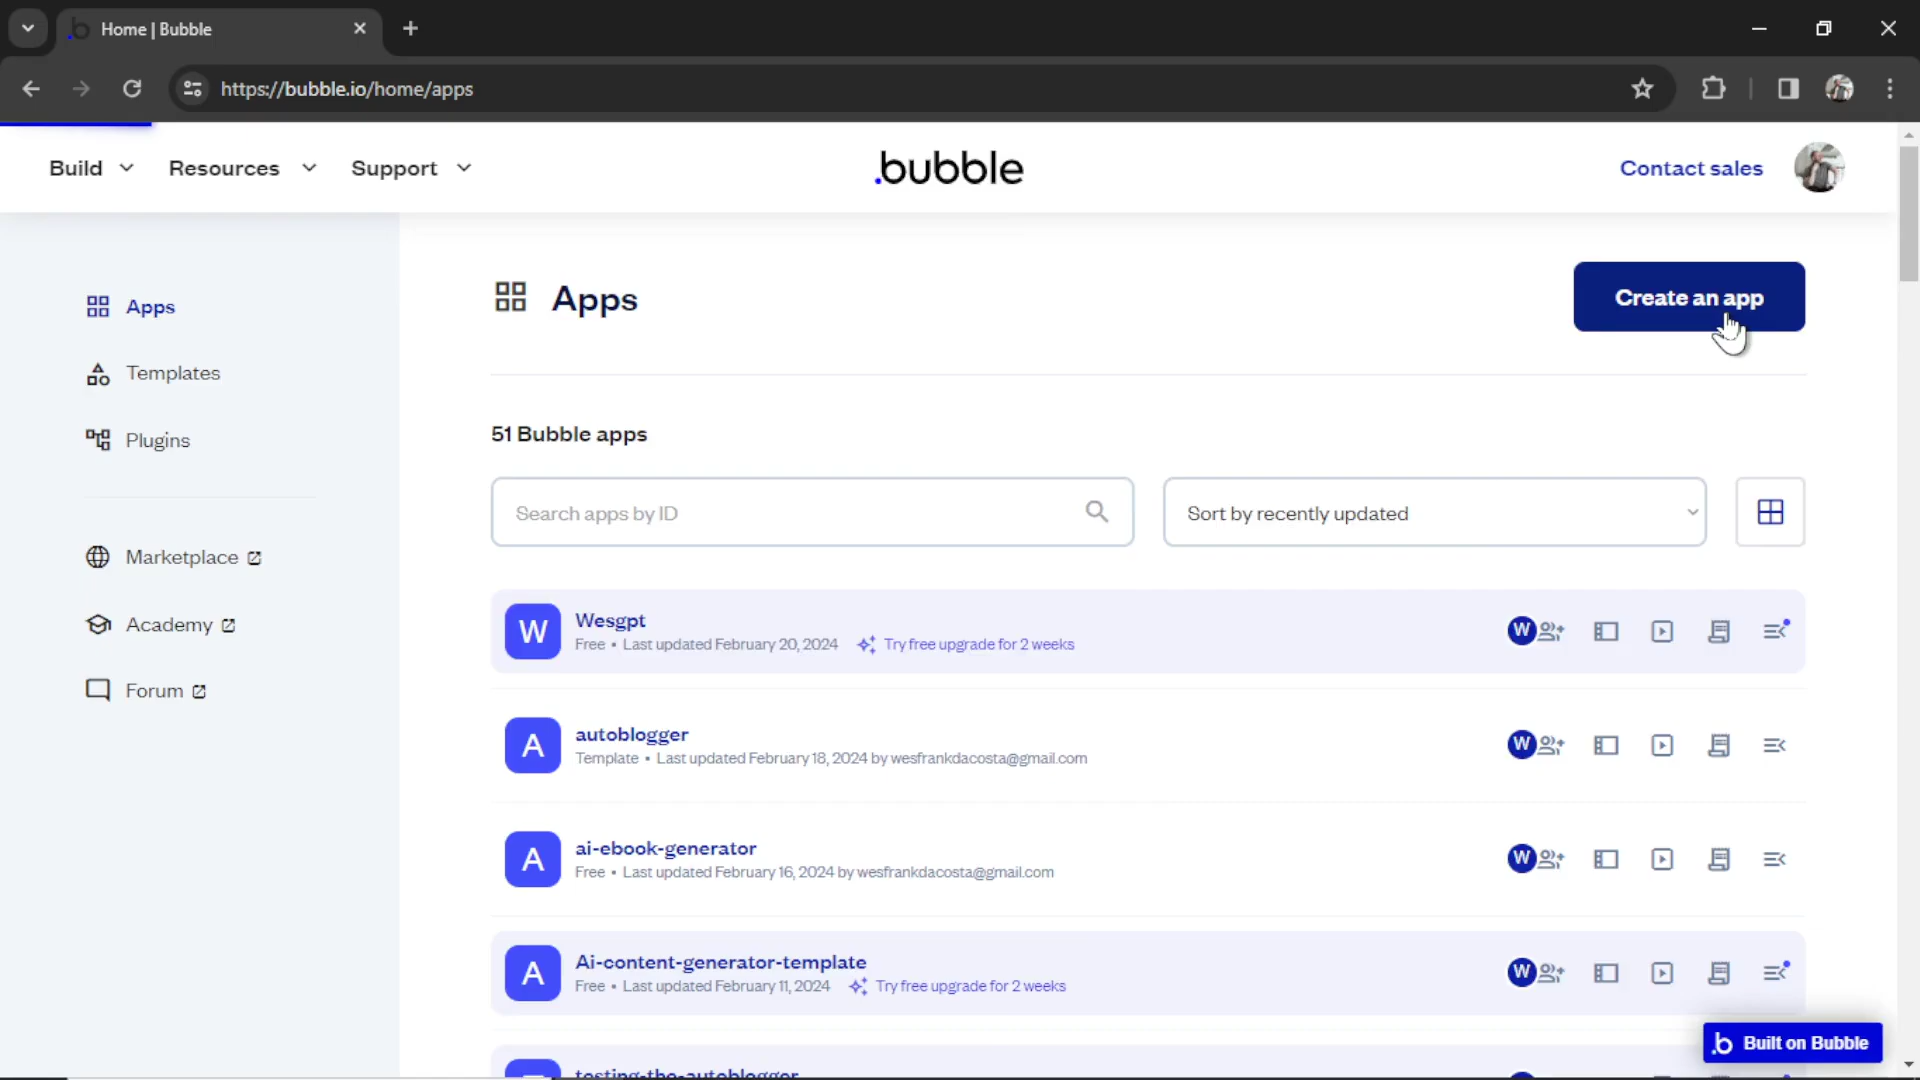 Home | Bubble
https://bubble.io/home/apps
Build
Resources
Support
.bubble
Contact sales
Apps
Templates
Plugins
Marketplace
Academy
Forum
Apps
Create an app
51 Bubble apps
Search apps by ID
Sort by recently updated
W
Wesgpt
Free • Last updated February 20, 2024
Try free upgrade for 2 weeks
W
A
autoblogger
Template • Last updated February 18, 2024 by wesfrankdacosta@gmail.com
W
A
ai-ebook-generator
Free • Last updated February 16, 2024 by wesfrankdacosta@gmail.com
W
A
Ai-content-generator-template
Free • Last updated February 11, 2024
Try free upgrade for 2 weeks
W
testing-the-autoblogger
.b Built on Bubble